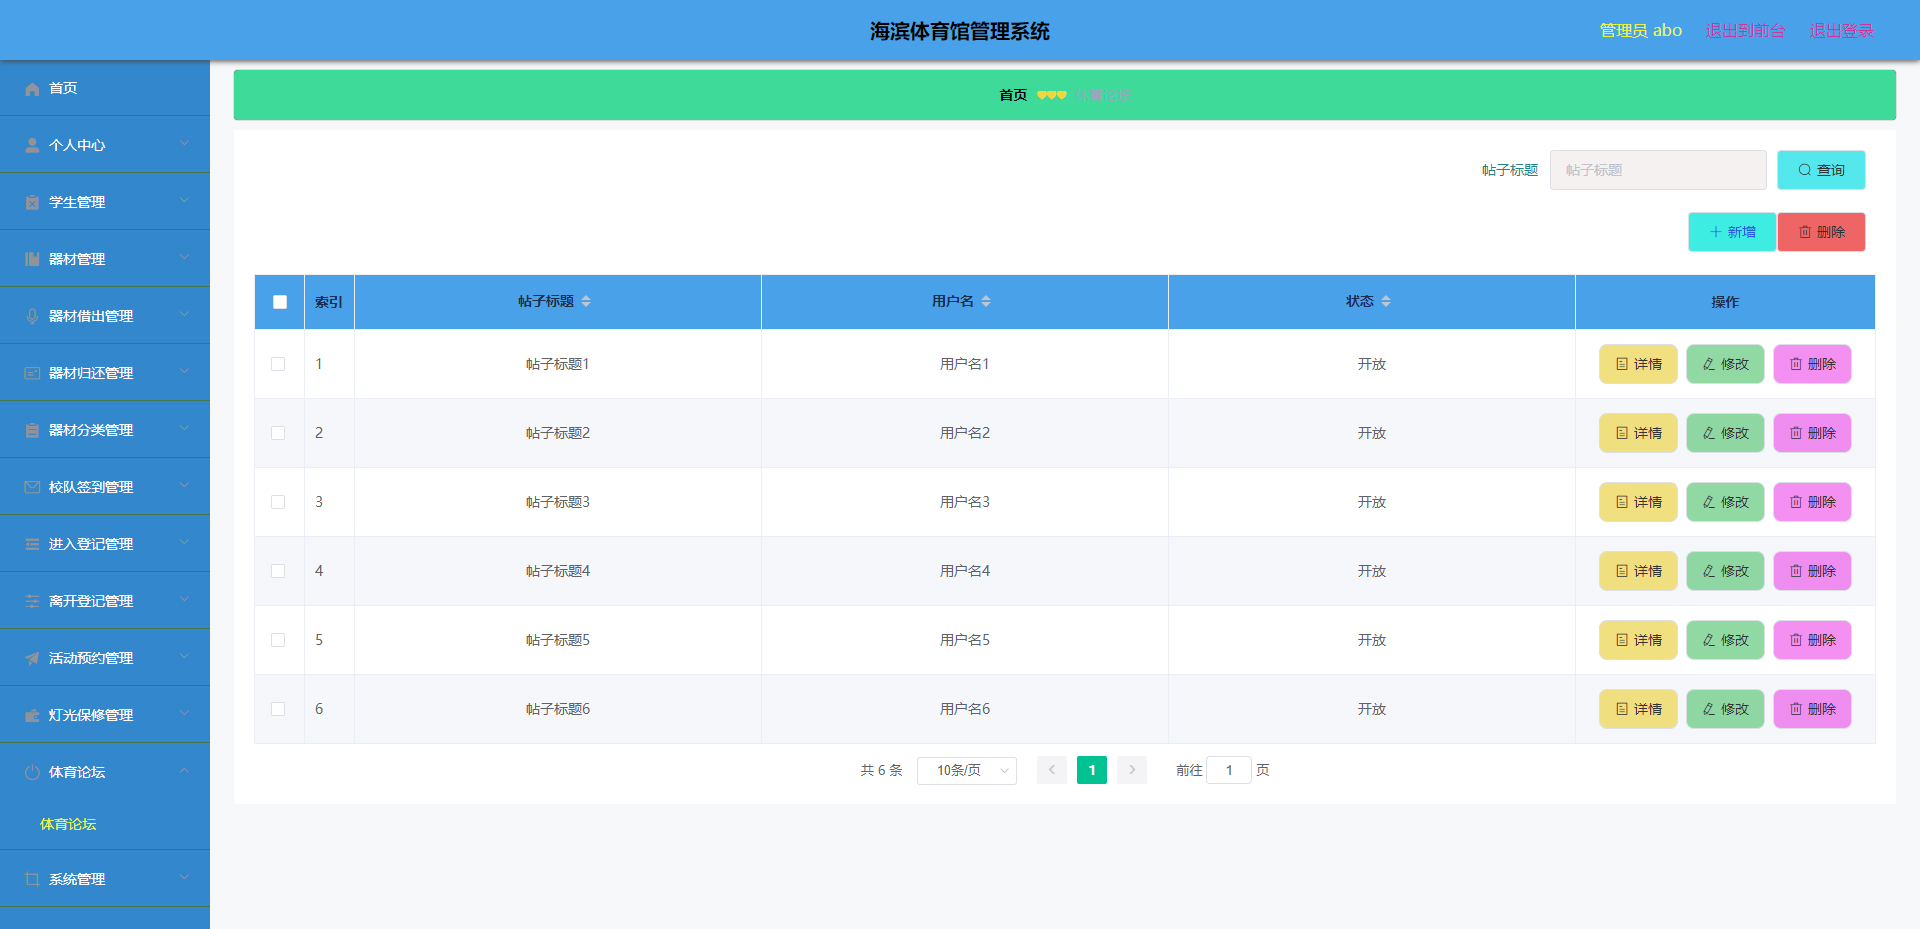 海滨体育馆管理系统
管理员 abo 退出到前台 退出登录
首页
个人中心
学生管理
器材管理
器材借出管理
器材归还管理
器材分类管理
校队签到管理
进入登记管理
离开登记管理
活动预约管理
灯光保修管理
体育论坛
体育论坛
系统管理
首页 体育论坛
帖子标题 帖子标题 查询
新增 删除
索引 帖子标题 用户名 状态 操作
1 帖子标题1 用户名1 开放 详情 修改 删除
2 帖子标题2 用户名2 开放 详情 修改 删除
3 帖子标题3 用户名3 开放 详情 修改 删除
4 帖子标题4 用户名4 开放 详情 修改 删除
5 帖子标题5 用户名5 开放 详情 修改 删除
6 帖子标题6 用户名6 开放 详情 修改 删除
共 6 条 10条/页 1 前往 1 页